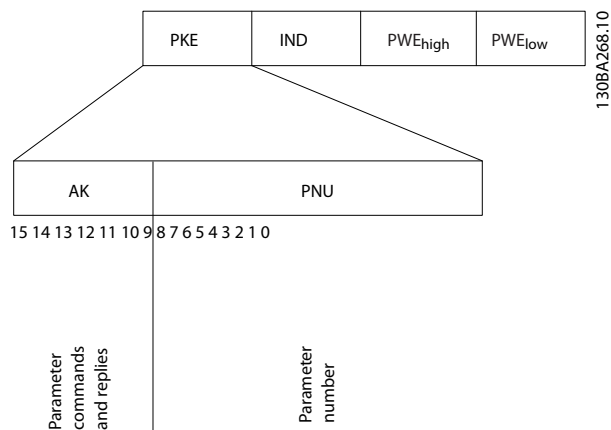 PKE IND PWEhigh PWElow
130BA268.10
AK PNU
15 14 13 12 11 10 9 8 7 6 5 4 3 2 1 0
Parameter
commands
and replies
Parameter
number